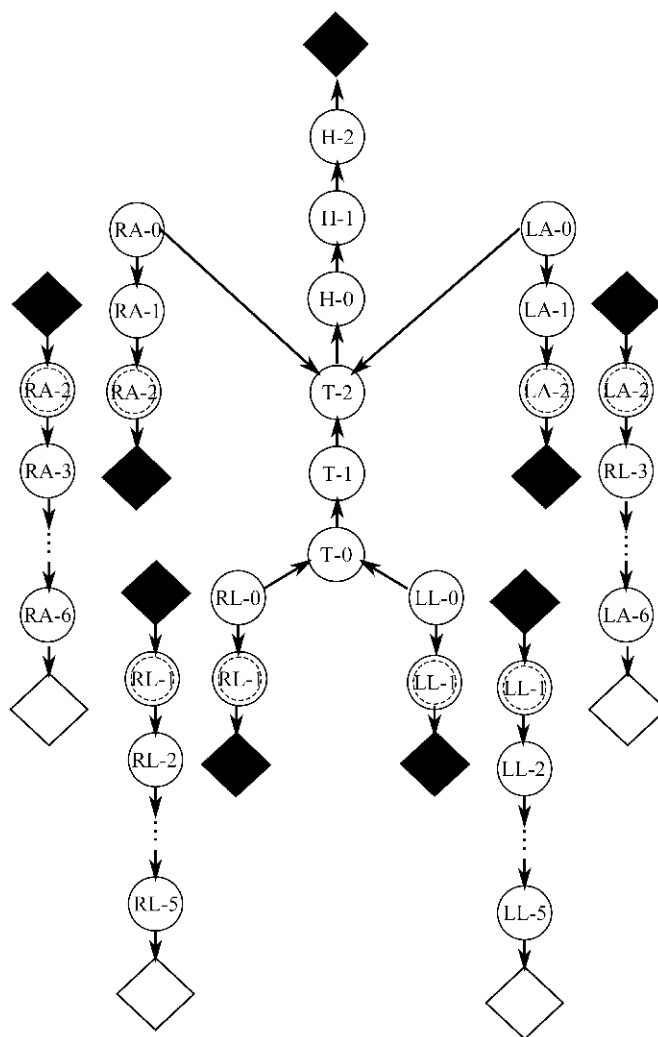 H-2
H-1
RA-0
LA-0
H-0
RA-1
LA-1
RA-2
RA-2
T-2
LA-2
LA-2
RA-3
T-1
RL-3
T-0
RL-0
LL-0
RA-6
LA-6
RL-1
RL-1
LL-1
LL-1
RL-2
LL-2
RL-5
LL-5